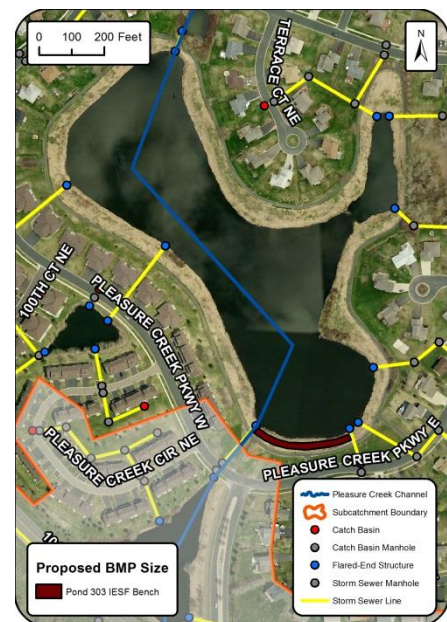 0 100 200 Feet
N
TERRACE CT NE
100TH CT NE
PLEASURE CREEK PKWY W
PLEASURE CREEK CIR NE
PLEASURE CREEK PKWY E
10
Proposed BMP Size
Pond 303 IESF Bench
Pleasure Creek Channel
Subcatchment Boundary
Catch Basin
Catch Basin Manhole
Flared-End Structure
Storm Sewer Manhole
Storm Sewer Line